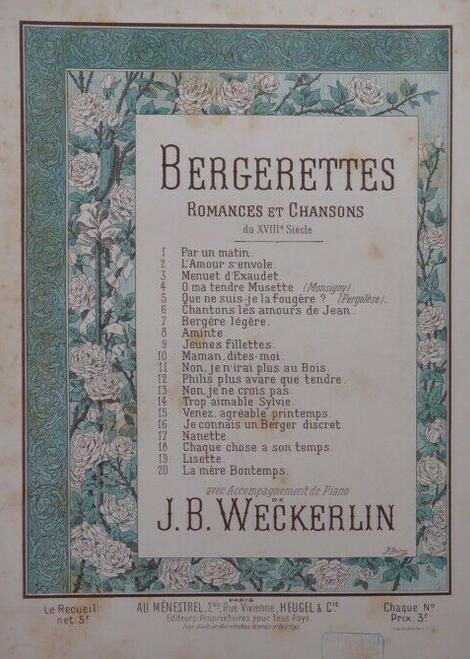 BERGERETTES
ROMANCES ET CHANSONS
du XVIIIe Siècle
1 Par un matin.
2 L'Amour s'envole.
3 Menuet d'Exaudet.
4 O ma tendre Musette (Monsigny).
5 Que ne suis-je la fougère? (Pergolèse).
6 Chantons les amours de Jean.
7 Bergère légère.
8 Aminte.
9 Jeunes fillettes.
10 Maman, dites-moi.
11 Non, je n'irai plus au Bois.
12 Philis plus avare que tendre.
13 Non, je ne crois pas.
14 Trop aimable Sylvie.
15 Venez, agréable printemps.
16 Je connais un Berger discret
17 Nanette
18 Chaque chose a son temps.
19 Lisette.
20 La mère Bontemps.
avec Accompagnement de Piano
DE
J.B. WECKERLIN
Le Recueil
net 5f
PARIS
AU MÉNESTREL, 2bis, Rue Vivienne, HEUGEL & Cie
Editeurs-Propriétaires pour tous Pays.
Chaque No
Prix 3f